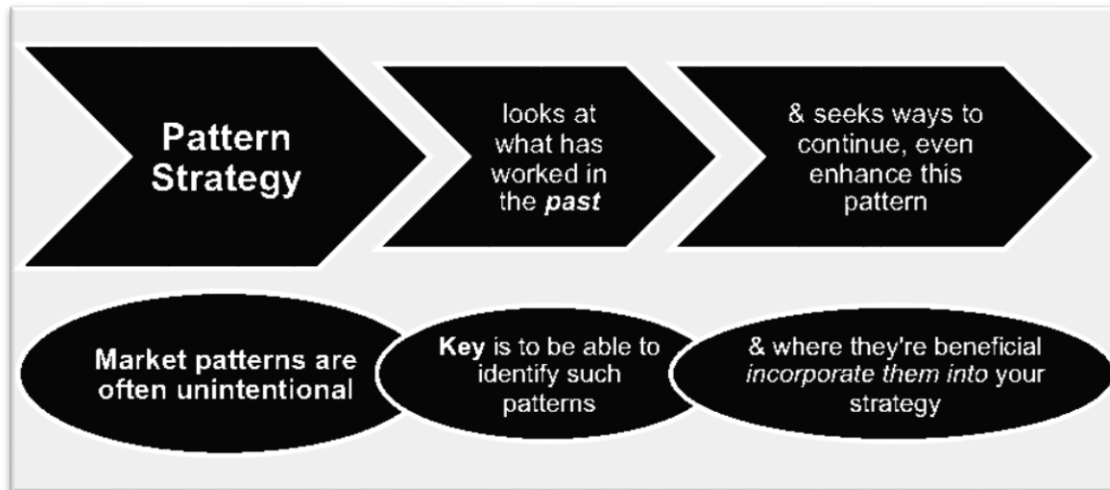 Pattern
Strategy
looks at
what has
worked in
the past
& seeks ways to
continue, even
enhance this
pattern
Market patterns are
often unintentional
Key is to be able to
identify such
patterns
& where they're beneficial
incorporate them into your
strategy